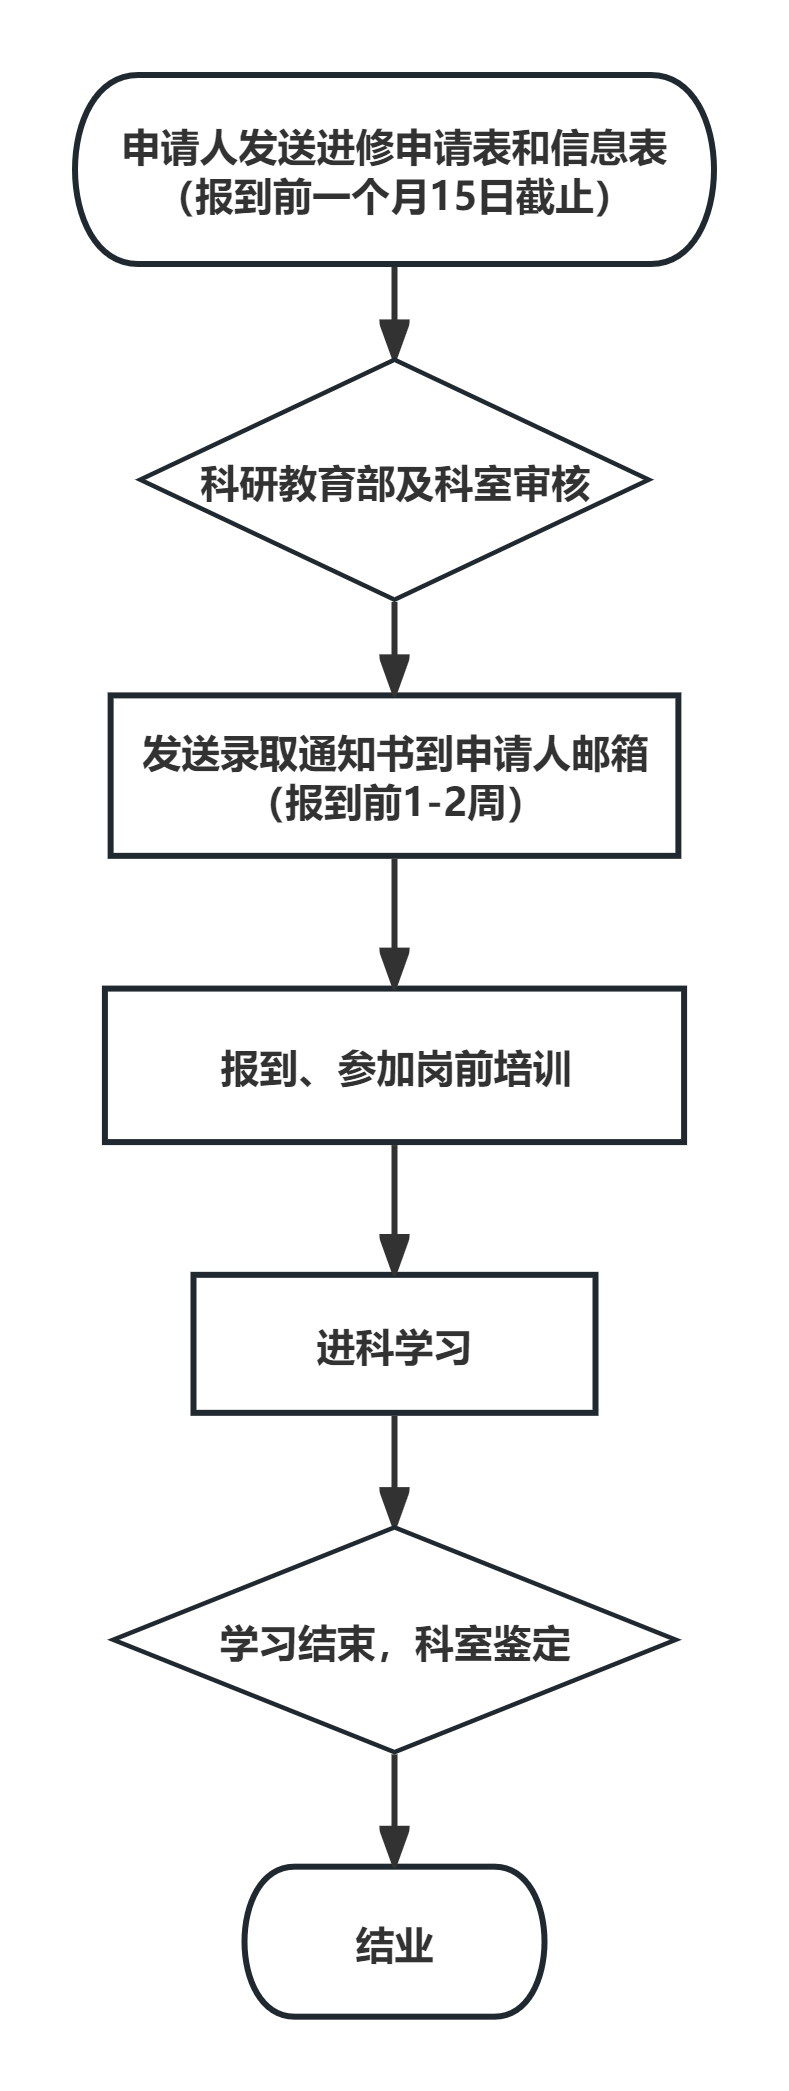 申请人发送进修申请表和信息表
（报到前一个月15日截止）
科研教育部及科室审核
发送录取通知书到申请人邮箱
（报到前1-2周）
报到、参加岗前培训
进科学习
学习结束，科室鉴定
结业